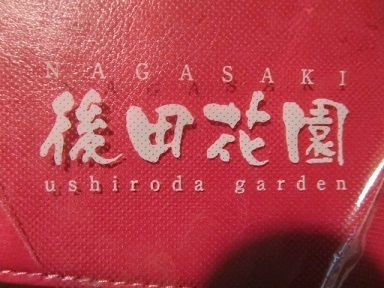 NAGASAKI
後田花園
ushiroda garden